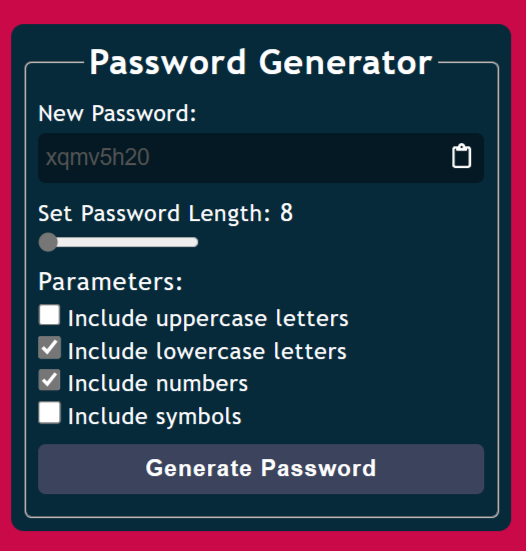 Password Generator
New Password:
xqmv5h20
Set Password Length: 8
Parameters:
Include uppercase letters
Include lowercase letters
Include numbers
Include symbols
Generate Password